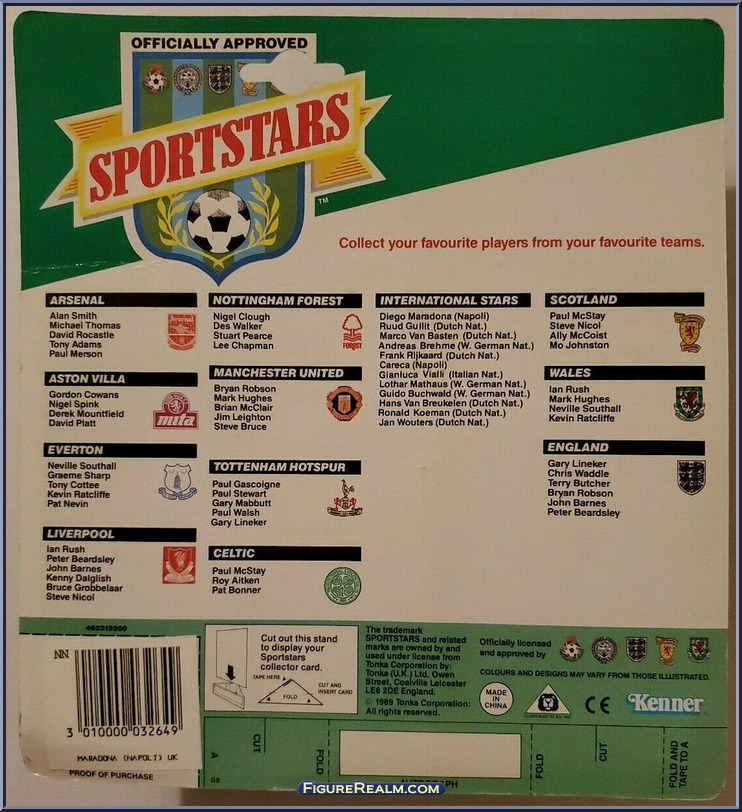 OFFICIALLY APPROVED
SPORTSTARS
TM
Collect your favourite players from your favourite teams.
ARSENAL
Alan Smith
Michael Thomas
David Rocastle
Tony Adams
Paul Merson
ASTON VILLA
Gordon Cowans
Nigel Spink
Derek Mountfield
David Platt
mita
EVERTON
Neville Southall
Graeme Sharp
Tony Cottee
Kevin Ratcliffe
Pat Nevin
LIVERPOOL
Ian Rush
Peter Beardsley
John Barnes
Kenny Dalglish
Bruce Grobbelaar
Steve Nicol
NOTTINGHAM FOREST
Nigel Clough
Des Walker
Stuart Pearce
Lee Chapman
FOREST
MANCHESTER UNITED
Bryan Robson
Mark Hughes
Brian McClair
Jim Leighton
Steve Bruce
TOTTENHAM HOTSPUR
Paul Gascoigne
Paul Stewart
Gary Mabbutt
Paul Walsh
Gary Lineker
CELTIC
Paul McStay
Roy Aitken
Pat Bonner
INTERNATIONAL STARS
Diego Maradona (Napoli)
Ruud Gullit (Dutch Nat.)
Marco Van Basten (Dutch Nat.)
Andreas Brehme (W. German Nat.)
Frank Rijkaard (Dutch Nat.)
Careca (Napoli)
Gianluca Vialli (Italian Nat.)
Lothar Mathaus (W. German Nat.)
Guido Buchwald (W. German Nat.)
Hans Van Breukelen (Dutch Nat.)
Ronald Koeman (Dutch Nat.)
Jan Wouters (Dutch Nat.)
SCOTLAND
Paul McStay
Steve Nicol
Ally McCoist
Mo Johnston
WALES
Ian Rush
Mark Hughes
Neville Southall
Kevin Ratcliffe
ENGLAND
Gary Lineker
Chris Waddle
Terry Butcher
Bryan Robson
John Barnes
Peter Beardsley
462315200
NN
3 010000 032649
MARADONA (NAPOLI) UK
PROOF OF PURCHASE
Cut out this stand
to display your
Sportstars
collector card.
TAPE HERE
FOLD
CUT AND
INSERT CARD
The trademark
SPORTSTARS and related
marks are owned by and
used under license from
Tonka Corporation by:
Tonka (U.K.) Ltd. Owen
Street, Coalville Leicester
LE6 2DE England.
© 1989 Tonka Corporation:
All rights reserved.
Officially licensed
and approved by
COLOURS AND DESIGNS MAY VARY FROM THOSE ILLUSTRATED.
MADE
IN
CHINA
CE
Kenner
A
GS
CUT
FOLD
FOLD
CUT
FOLD AND
TAPE TO A
FIGUREREALM.COM